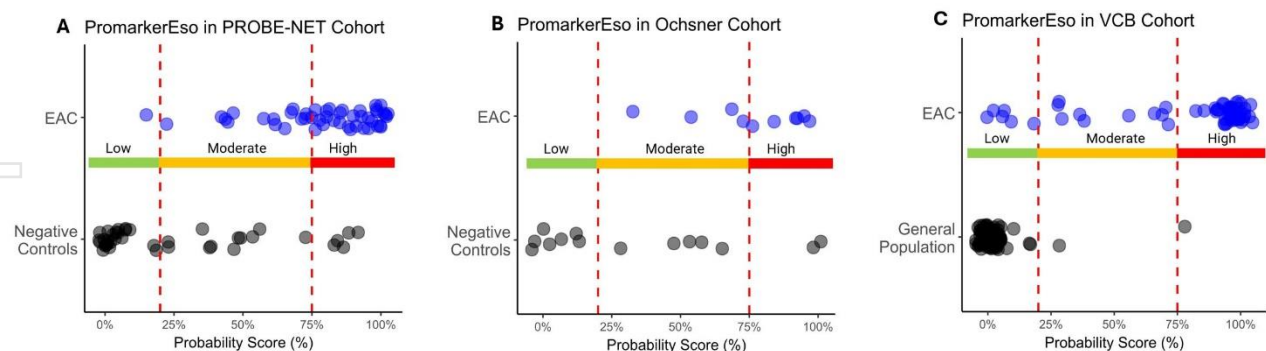 A PromarkerEso in PROBE-NET Cohort
EAC
Low Moderate High
Negative
Controls
0% 25% 50% 75% 100%
Probability Score (%)
B PromarkerEso in Ochsner Cohort
EAC
Low Moderate High
Negative
Controls
0% 25% 50% 75% 100%
Probability Score (%)
C PromarkerEso in VCB Cohort
EAC
Low Moderate High
General
Population
0% 25% 50% 75% 100%
Probability Score (%)